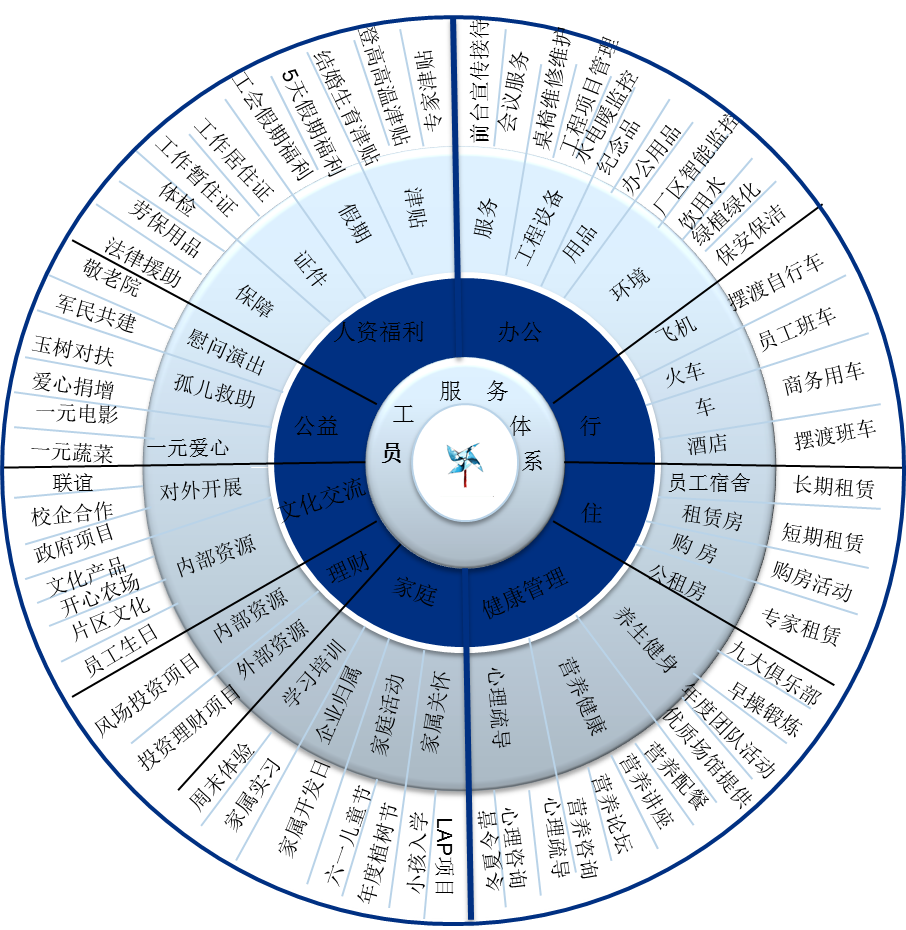 员工服务体系
办公
行
住
健康管理
家庭
理财
文化交流
公益
人资福利
服务
工程设备
用品
环境
飞机
火车
车
酒店
员工宿舍
租赁房
购 房
公租房
养生健身
营养健康
心理疏导
家属关怀
家庭活动
企业归属
学习培训
外部资源
内部资源
内部资源
对外开展
一元爱心
孤儿救助
慰问演出
保障
证件
假期
津贴
前台宣传接待
会议服务
桌椅维修维护
工程项目管理
水电暖监控
纪念品
办公用品
厂区智能监控
饮用水
绿植绿化
保安保洁
摆渡自行车
员工班车
商务用车
摆渡班车
长期租赁
短期租赁
购房活动
专家租赁
九大俱乐部
早操锻炼
年度团队活动
优质场馆提供
营养配餐
营养讲座
营养论坛
营养咨询
心理疏导
心理咨询
冬夏令营
LAP项目
小孩入学
年度植树节
六一儿童节
家属开发日
家属实习
周末体验
投资理财项目
风场投资项目
员工生日
片区文化
开心农场
文化产品
政府项目
校企合作
联谊
一元蔬菜
一元电影
爱心捐增
玉树对扶
军民共建
敬老院
法律援助
劳保用品
体检
工作暂住证
工作居住证
工会假期福利
5天假期福利
结婚生育津贴
登高高温津贴
专家津贴